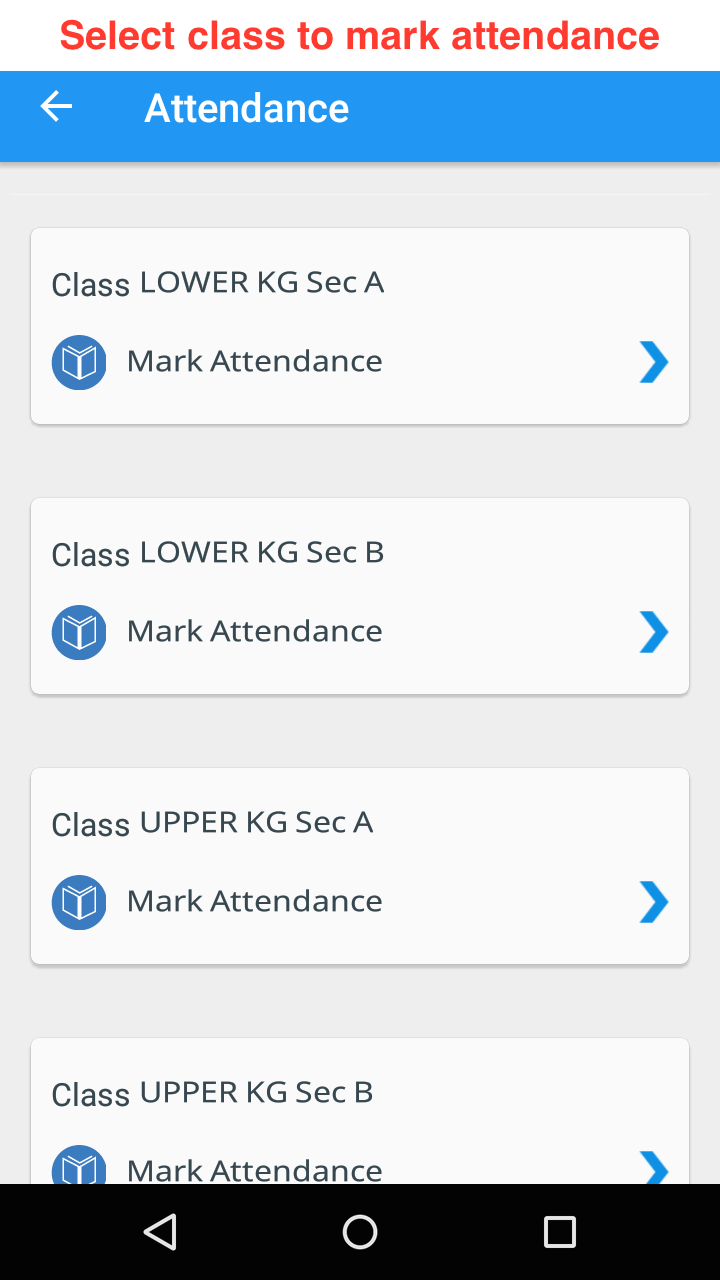 Select class to mark attendance
Attendance
Class LOWER KG Sec A
Mark Attendance
Class LOWER KG Sec B
Mark Attendance
Class UPPER KG Sec A
Mark Attendance
Class UPPER KG Sec B
Mark Attendance